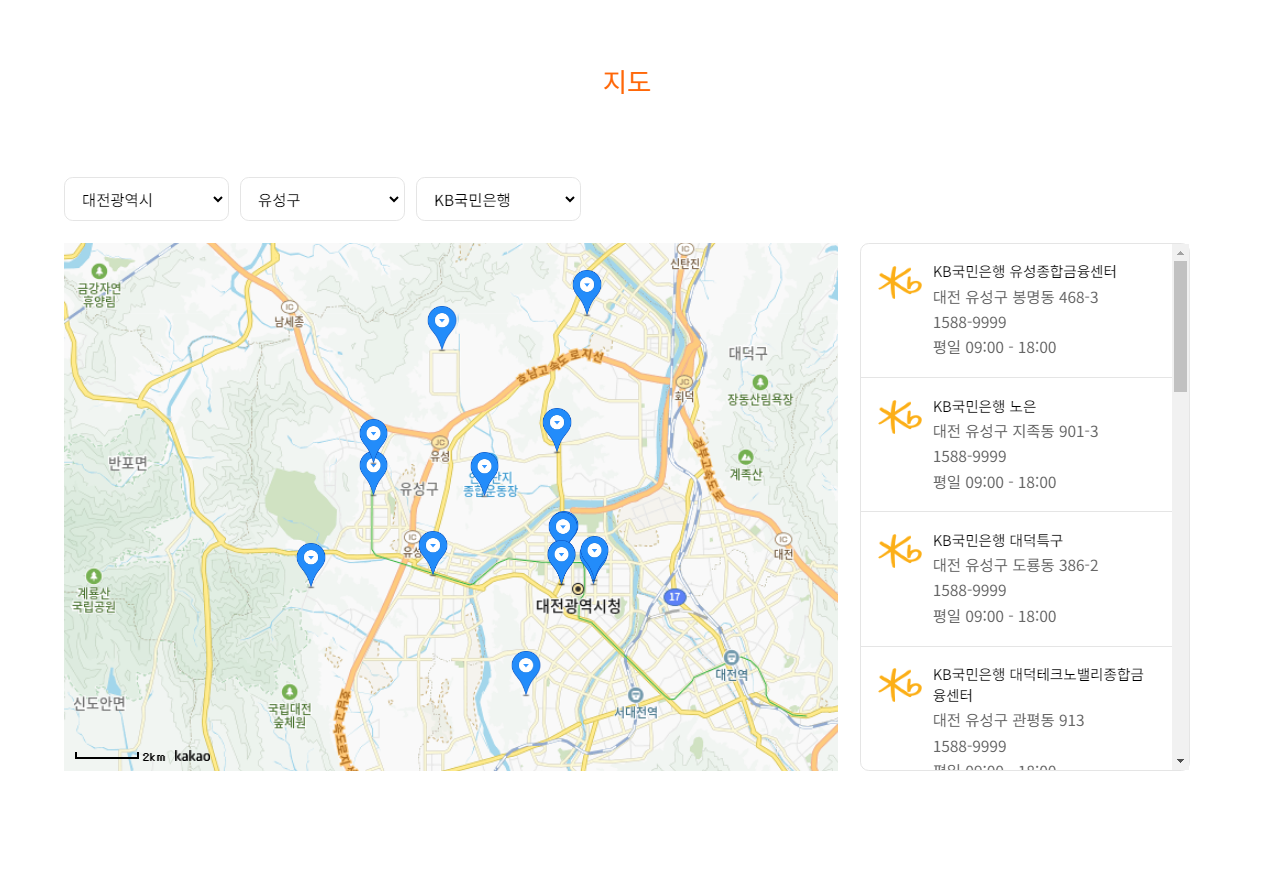 지도
대전광역시
유성구
KB국민은행
신탄진
금강자연
휴양림
IC
남세종
호남고속도로지선
대덕구
JC
회덕
장동산림욕장
JC
유성
경부고속도로
반포면
계족산
유성구
종합운동장
IC
IC
대전
계룡산
국립공원
대전광역시청
17
대전역
신도안면
국립대전
숲체원
서대전역
2km kakao
KB국민은행 유성종합금융센터
대전 유성구 봉명동 468-3
1588-9999
평일 09:00 - 18:00
KB국민은행 노은
대전 유성구 지족동 901-3
1588-9999
평일 09:00 - 18:00
KB국민은행 대덕특구
대전 유성구 도룡동 386-2
1588-9999
평일 09:00 - 18:00
KB국민은행 대덕테크노밸리종합금
융센터
대전 유성구 관평동 913
1588-9999
평일 09:00 - 18:00